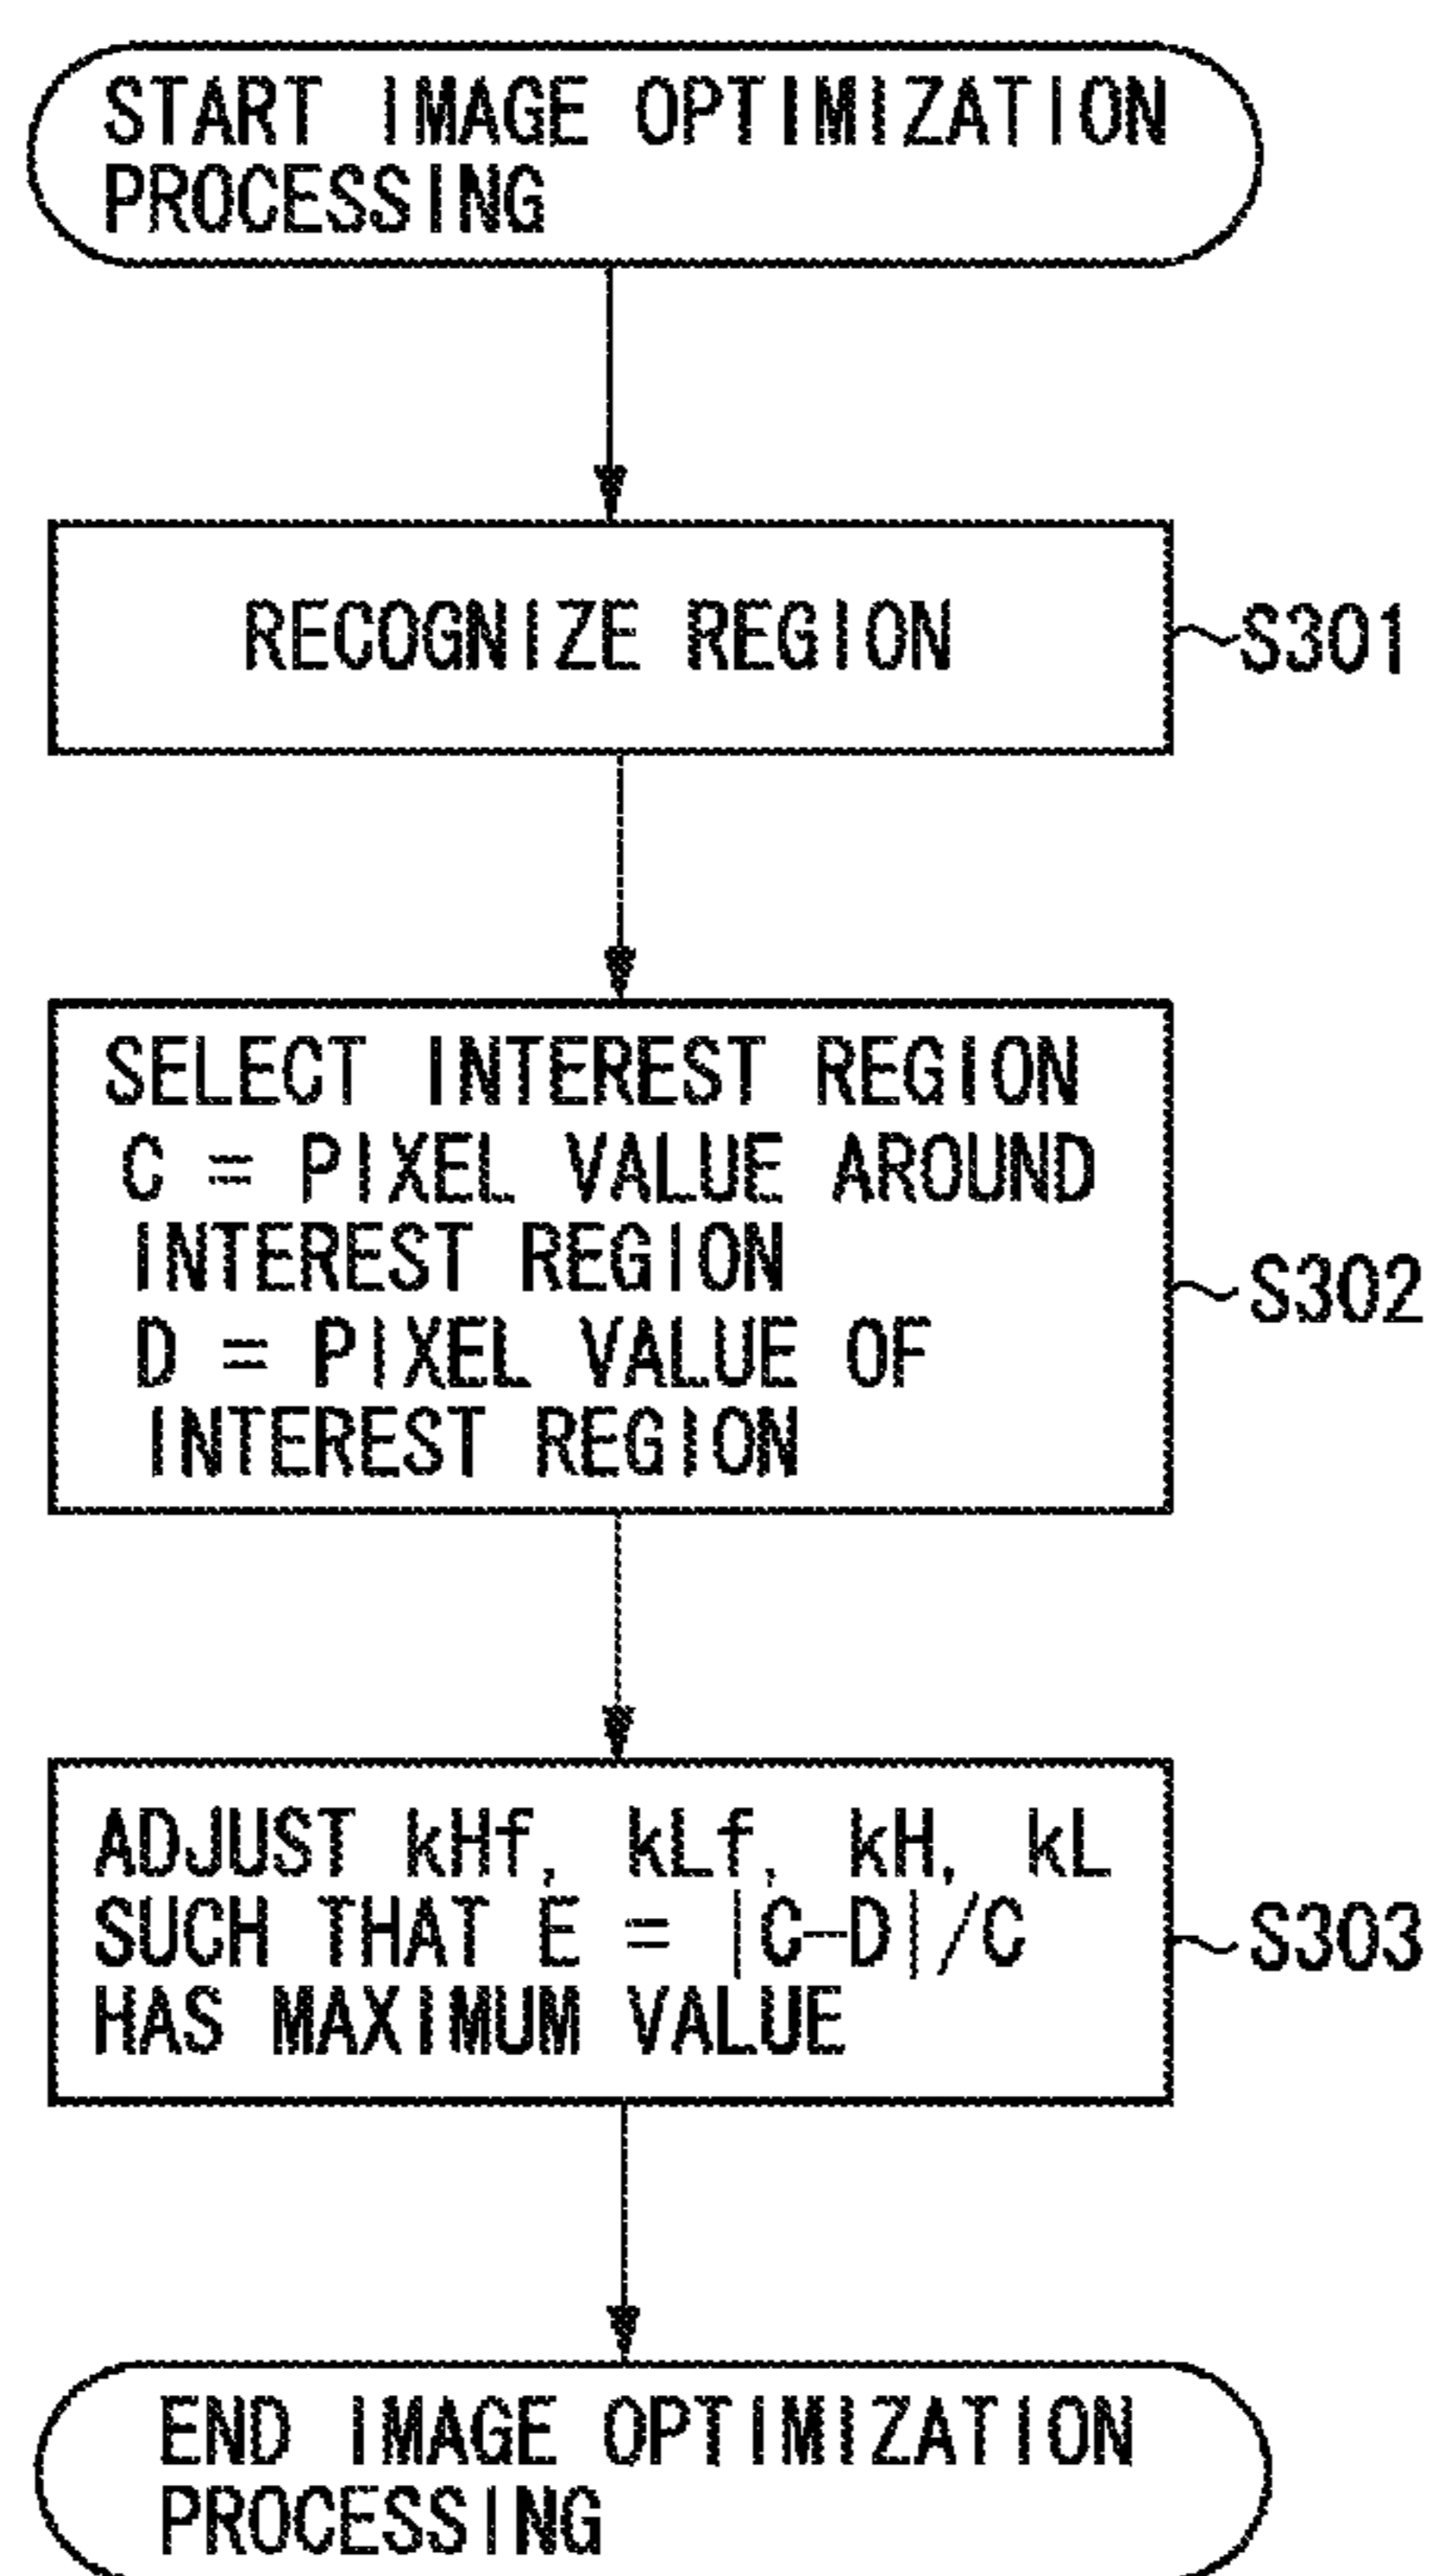 START IMAGE OPTIMIZATION
PROCESSING
RECOGNIZE REGION
S301
SELECT INTEREST REGION
C = PIXEL VALUE AROUND
INTEREST REGION
D = PIXEL VALUE OF
INTEREST REGION
S302
ADJUST kHf, kLf, kH, kL
SUCH THAT E = |C-D|/C
HAS MAXIMUM VALUE
S303
END IMAGE OPTIMIZATION
PROCESSING